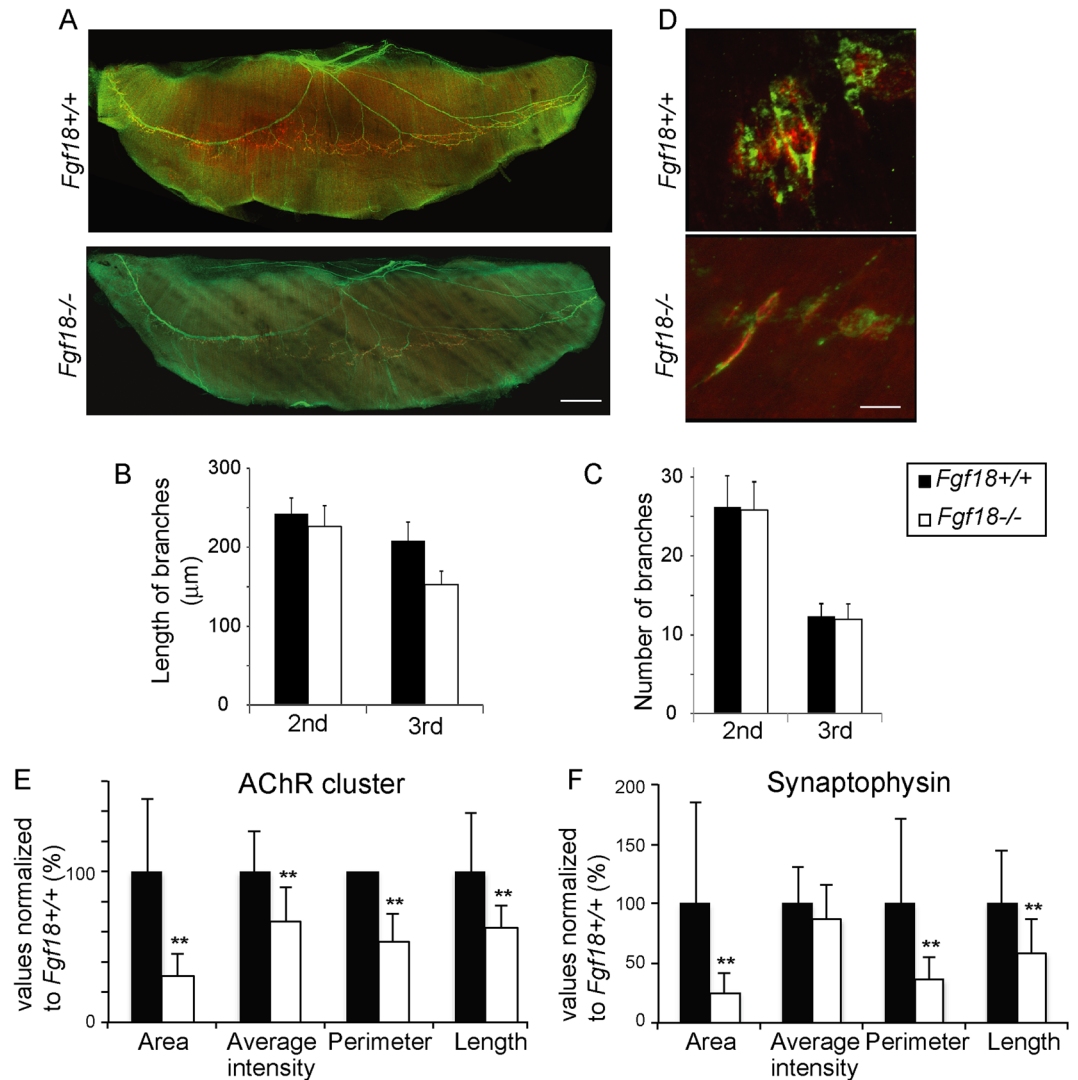 A
D
Fgf18+/+
Fgf18+/+
Fgf18-/-
Fgf18-/-
B
Length of branches
(μm)
300
200
100
0
2nd
3rd
C
Number of branches
30
20
10
0
2nd
3rd
Fgf18+/+
Fgf18-/-
E
AChR cluster
values normalized
to Fgf18+/+ (%)
100
0
**
**
**
**
Area
Average
intensity
Perimeter
Length
F
Synaptophysin
values normalized
to Fgf18+/+ (%)
200
150
100
50
0
**
**
**
Area
Average
intensity
Perimeter
Length